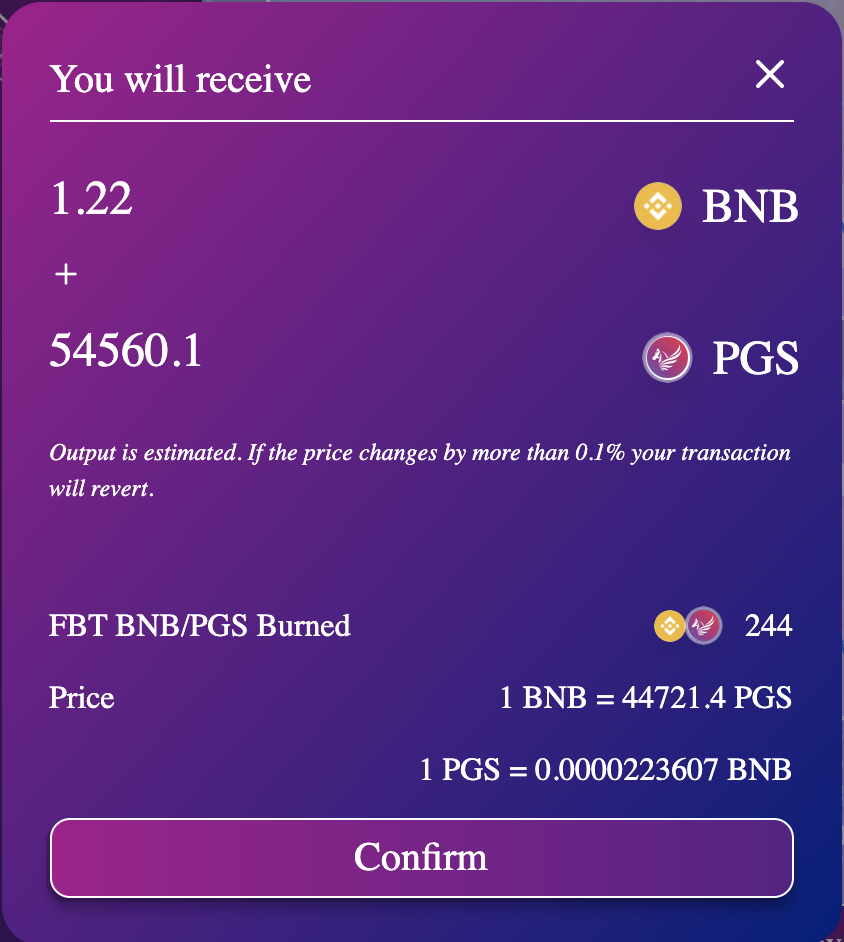 You will receive
1.22 BNB
+
54560.1 PGS
Output is estimated. If the price changes by more than 0.1% your transaction
will revert.
FBT BNB/PGS Burned 244
Price 1 BNB = 44721.4 PGS
1 PGS = 0.0000223607 BNB
Confirm